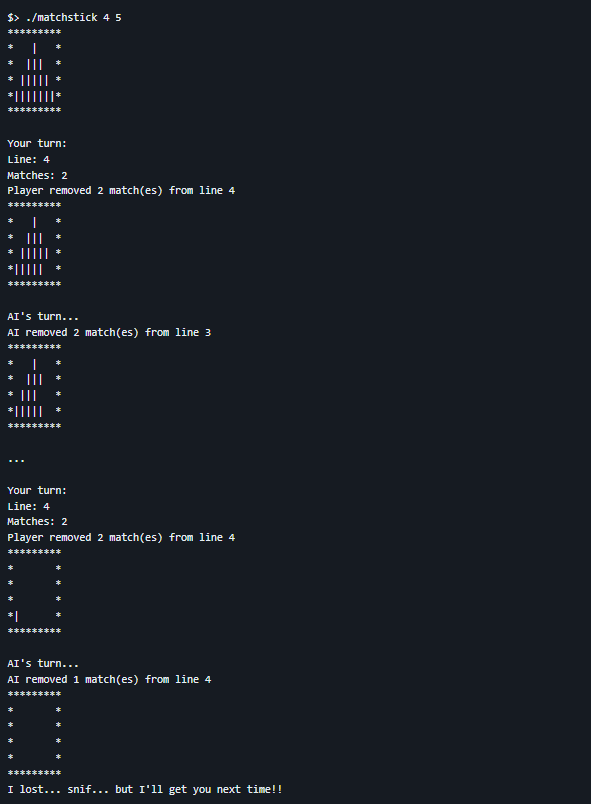 $> ./matchstick 4 5
*********
*   |   *
*  |||  *
* ||||| *
*|||||||*
*********

Your turn:
Line: 4
Matches: 2
Player removed 2 match(es) from line 4
*********
*   |   *
*  |||  *
* ||||| *
*|||||  *
*********

AI's turn...
AI removed 2 match(es) from line 3
*********
*   |   *
*  |||  *
* |||   *
*|||||  *
*********

...

Your turn:
Line: 4
Matches: 2
Player removed 2 match(es) from line 4
*********
*       *
*       *
*       *
*|      *
*********

AI's turn...
AI removed 1 match(es) from line 4
*********
*       *
*       *
*       *
*       *
*********
I lost... snif... but I'll get you next time!!